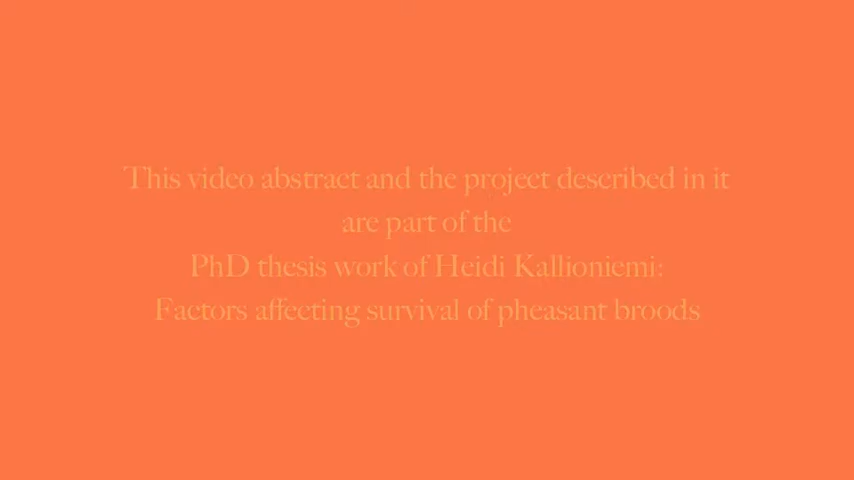 This video abstract and the project described in it
are part of the
PhD thesis work of Heidi Kallioniemi:
Factors affecting survival of pheasant broods